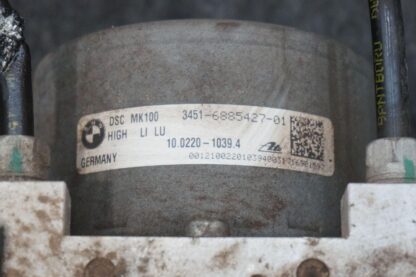 DSC MK100 3451-6885427-01
HIGH LI LU
10.0220-1039.4
GERMANY